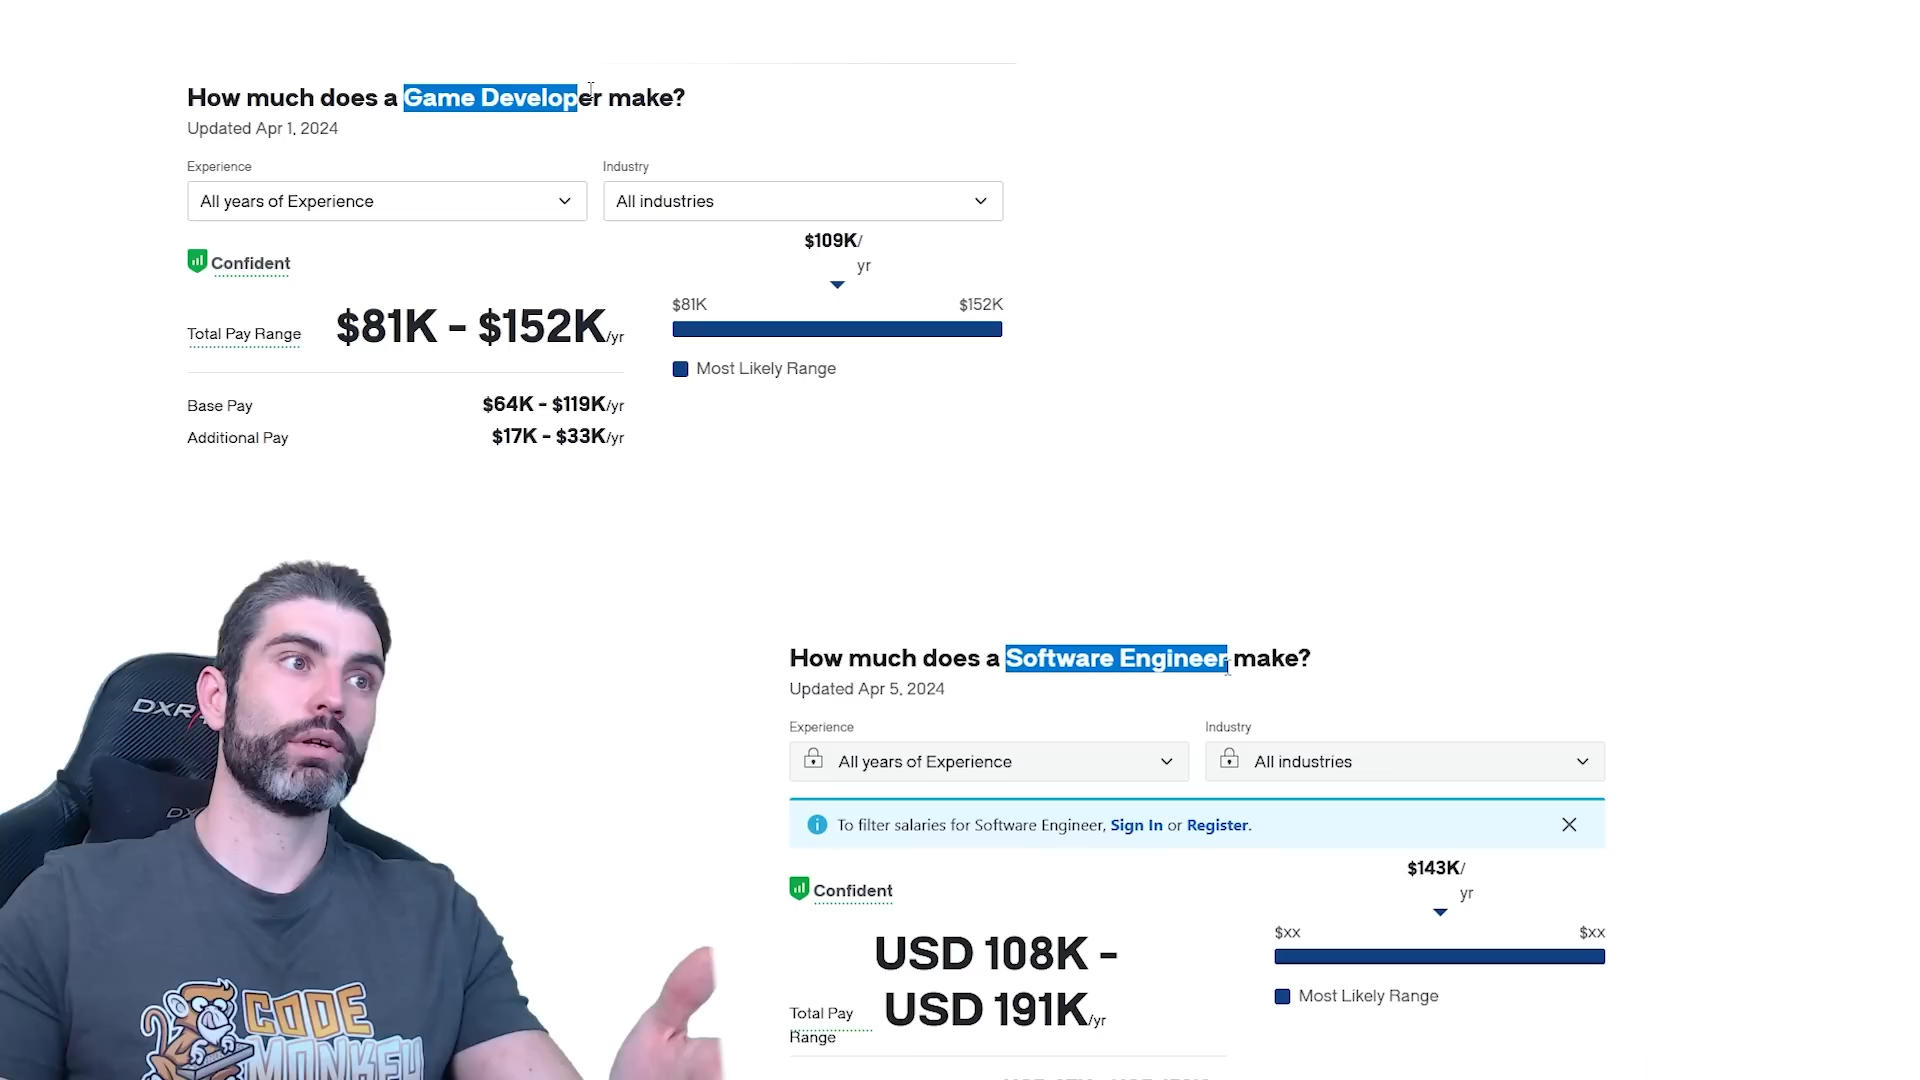 How much does a Game Developer make?
Updated Apr 1, 2024
Experience
Industry
All years of Experience
All industries
Confident
$109K/
yr
$81K
$152K
Total Pay Range
$81K - $152K/yr
Most Likely Range
Base Pay
$64K - $119K/yr
Additional Pay
$17K - $33K/yr
How much does a Software Engineer make?
Updated Apr 5, 2024
Experience
Industry
All years of Experience
All industries
To filter salaries for Software Engineer, Sign In or Register.
Confident
$143K/
yr
$xx
$xx
USD 108K -
Total Pay
Range
USD 191K/yr
Most Likely Range
DXR
DX
CODE
MONKEY